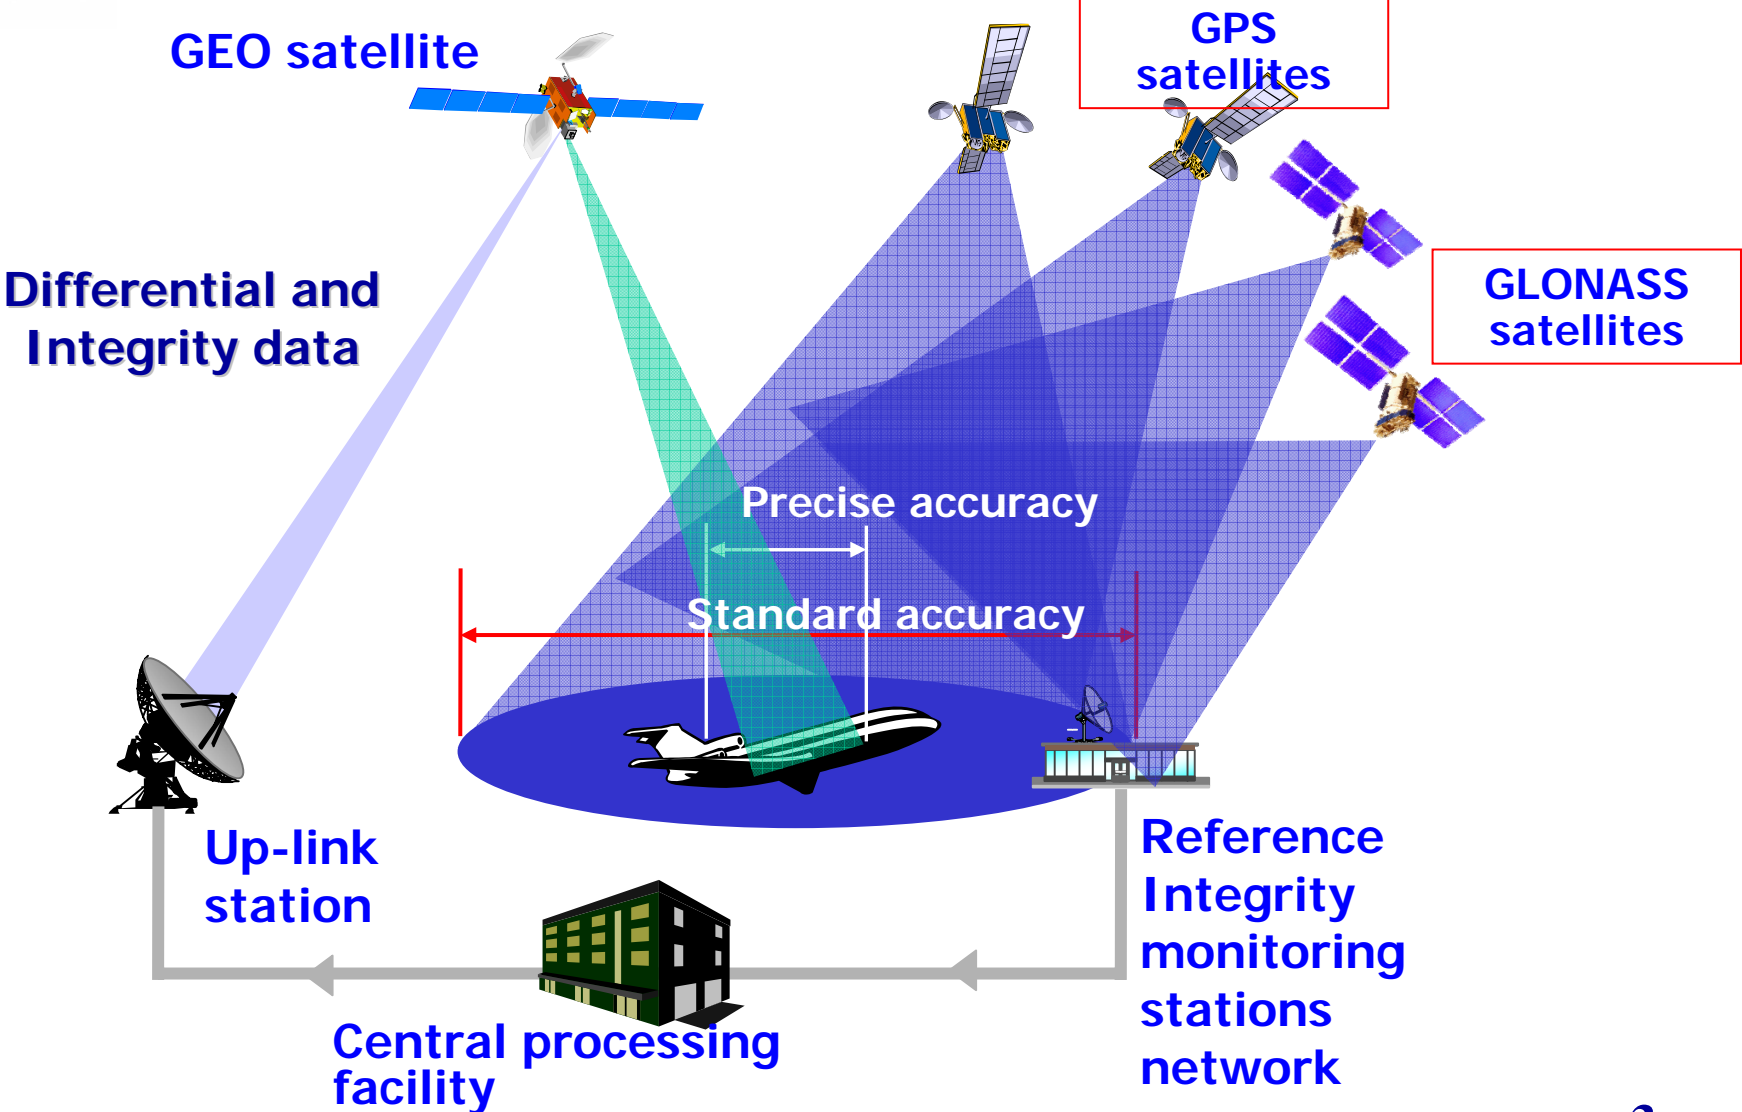 GEO satellite
GPS
satellites
Differential and
Integrity data
GLONASS
satellites
Precise accuracy
Standard accuracy
Up-link
station
Reference
Integrity
monitoring
stations
network
Central processing
facility